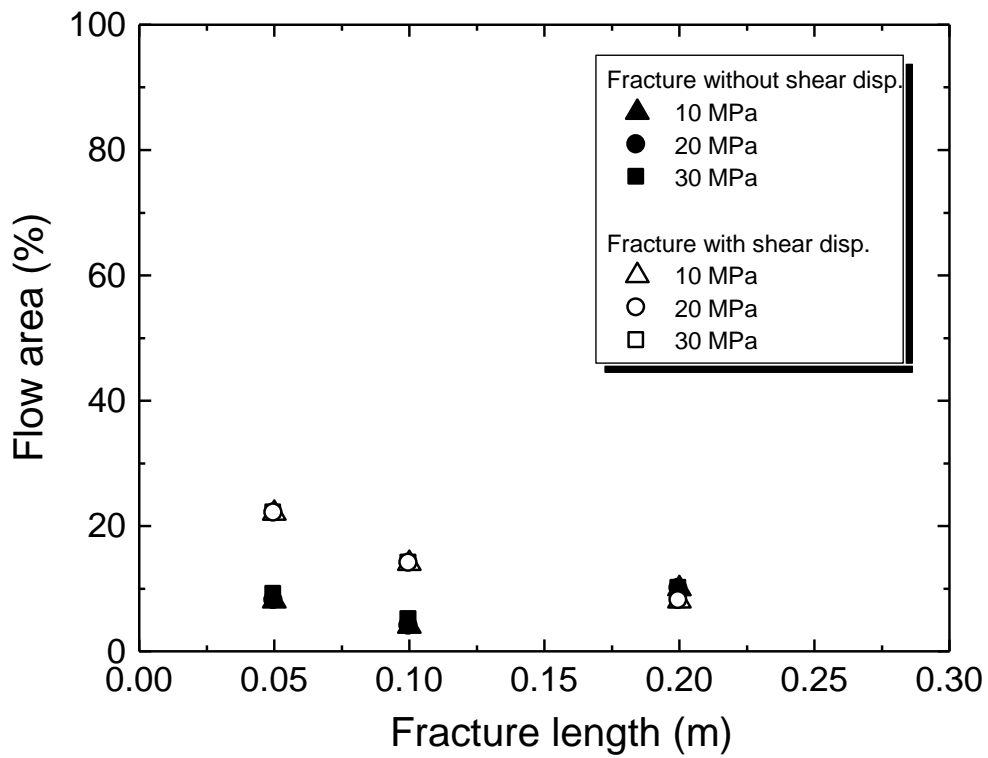 100
80
60
40
20
0
Flow area (%)
Fracture without shear disp.
10 MPa
20 MPa
30 MPa
Fracture with shear disp.
10 MPa
20 MPa
30 MPa
0.00 0.05 0.10 0.15 0.20 0.25 0.30
Fracture length (m)